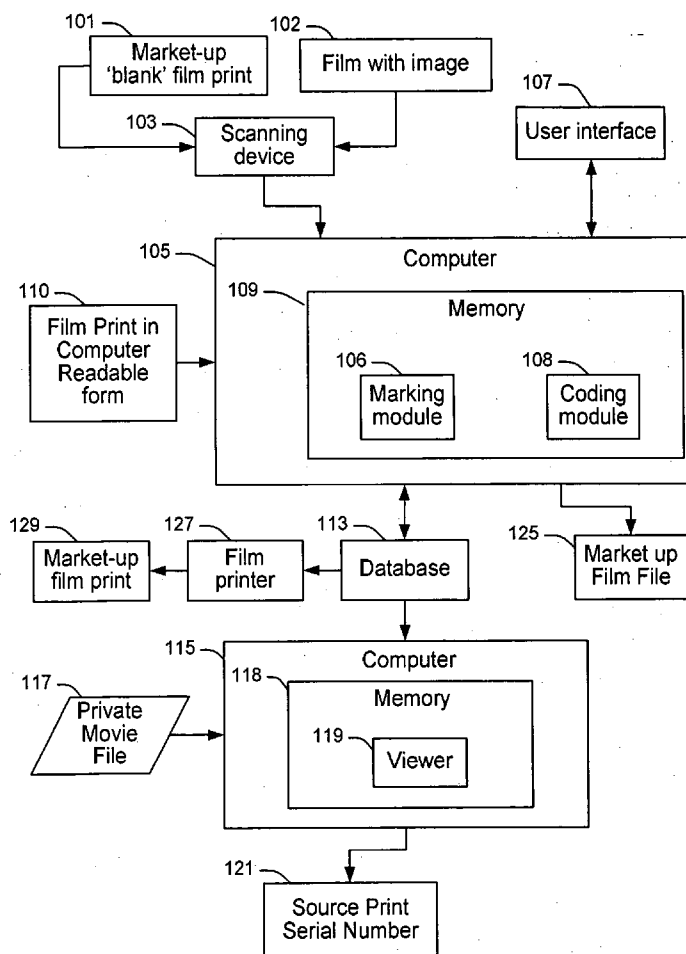 101
Market-up
'blank' film print
102
Film with image
103
Scanning
device
107
User interface
105
Computer
109
Memory
110
Film Print in
Computer
Readable
form
106
Marking
module
108
Coding
module
129
Market-up
film print
127
Film
printer
113
Database
125
Market up
Film File
115
Computer
117
Private
Movie
File
118
Memory
119
Viewer
121
Source Print
Serial Number